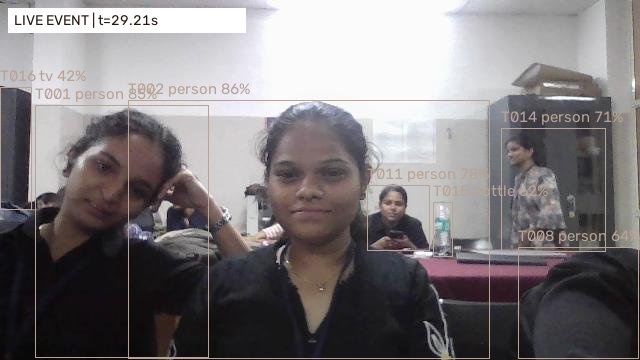 LIVE EVENT | t=29.21s
T016 tv 42%
T001 person 85%
T002 person 86%
T014 person 71%
T011 person 78%
T015 bottle 62%
T008 person 64%